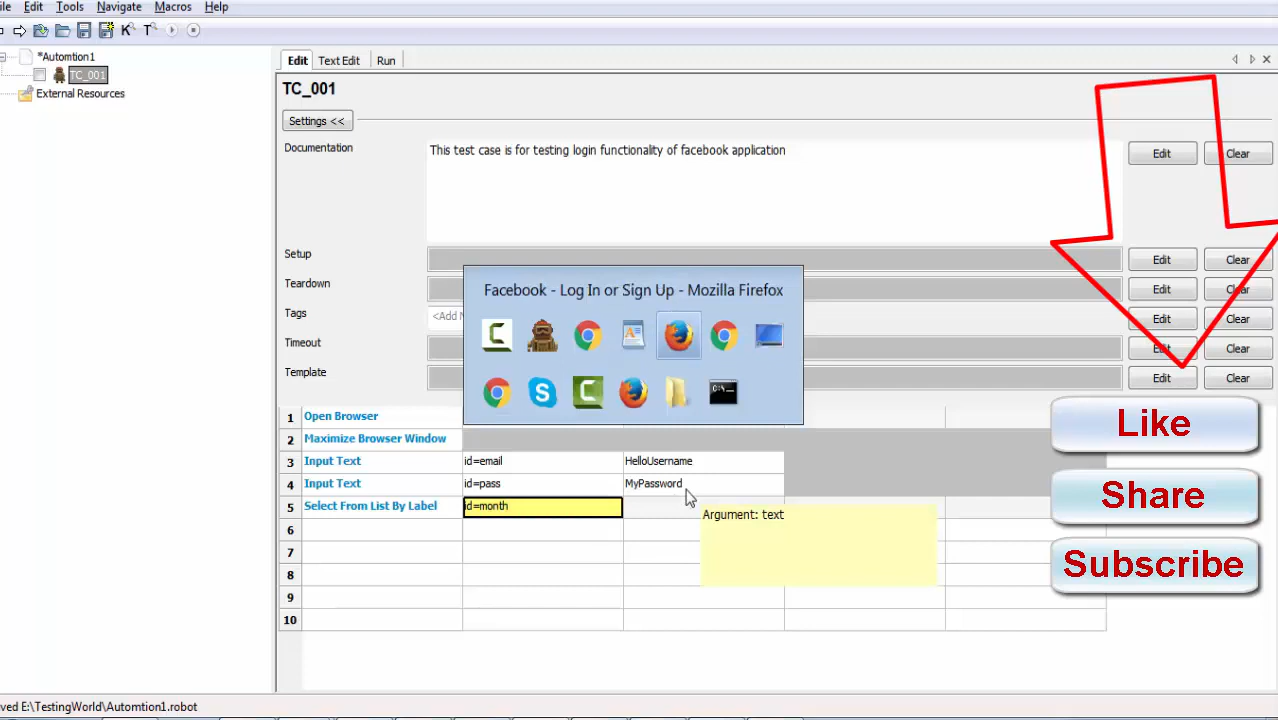 ile Edit Tools Navigate Macros Help
K T
*Automtion1
TC_001
External Resources
Edit Text Edit Run
TC_001
Settings <<
Documentation
This test case is for testing login functionality of facebook application
Edit Clear
Setup
Edit Clear
Teardown
Edit Clear
Tags
<Add N
Edit Clear
Timeout
Edit Clear
Template
Edit Clear
Facebook - Log In or Sign Up - Mozilla Firefox
1 Open Browser
2 Maximize Browser Window
3 Input Text id=email HelloUsername
4 Input Text id=pass MyPassword
5 Select From List By Label id=month
Argument: text
6
7
8
9
10
Like
Share
Subscribe
ved E:\TestingWorld\Automtion1.robot